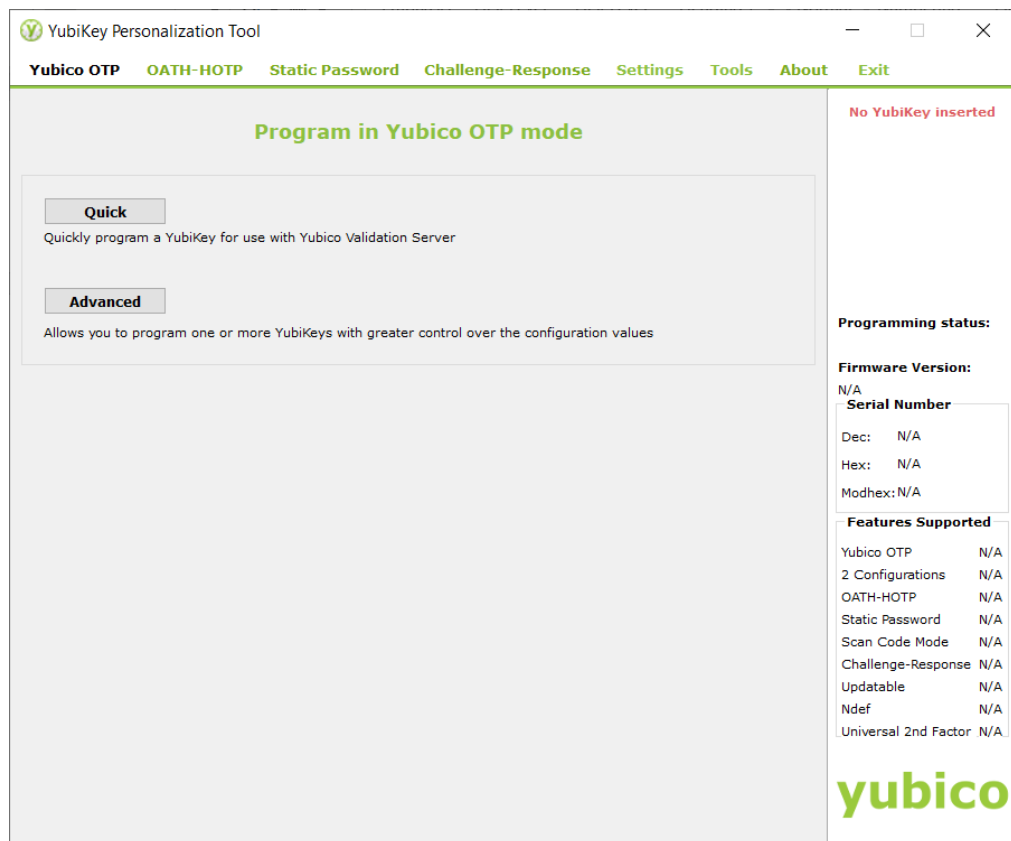 YubiKey Personalization Tool
Yubico OTP OATH-HOTP Static Password Challenge-Response Settings Tools About Exit
Program in Yubico OTP mode
Quick
Quickly program a YubiKey for use with Yubico Validation Server
Advanced
Allows you to program one or more YubiKeys with greater control over the configuration values
No YubiKey inserted
Programming status:
Firmware Version:
N/A
Serial Number
Dec: N/A
Hex: N/A
Modhex: N/A
Features Supported
Yubico OTP N/A
2 Configurations N/A
OATH-HOTP N/A
Static Password N/A
Scan Code Mode N/A
Challenge-Response N/A
Updatable N/A
Ndef N/A
Universal 2nd Factor N/A
yubico